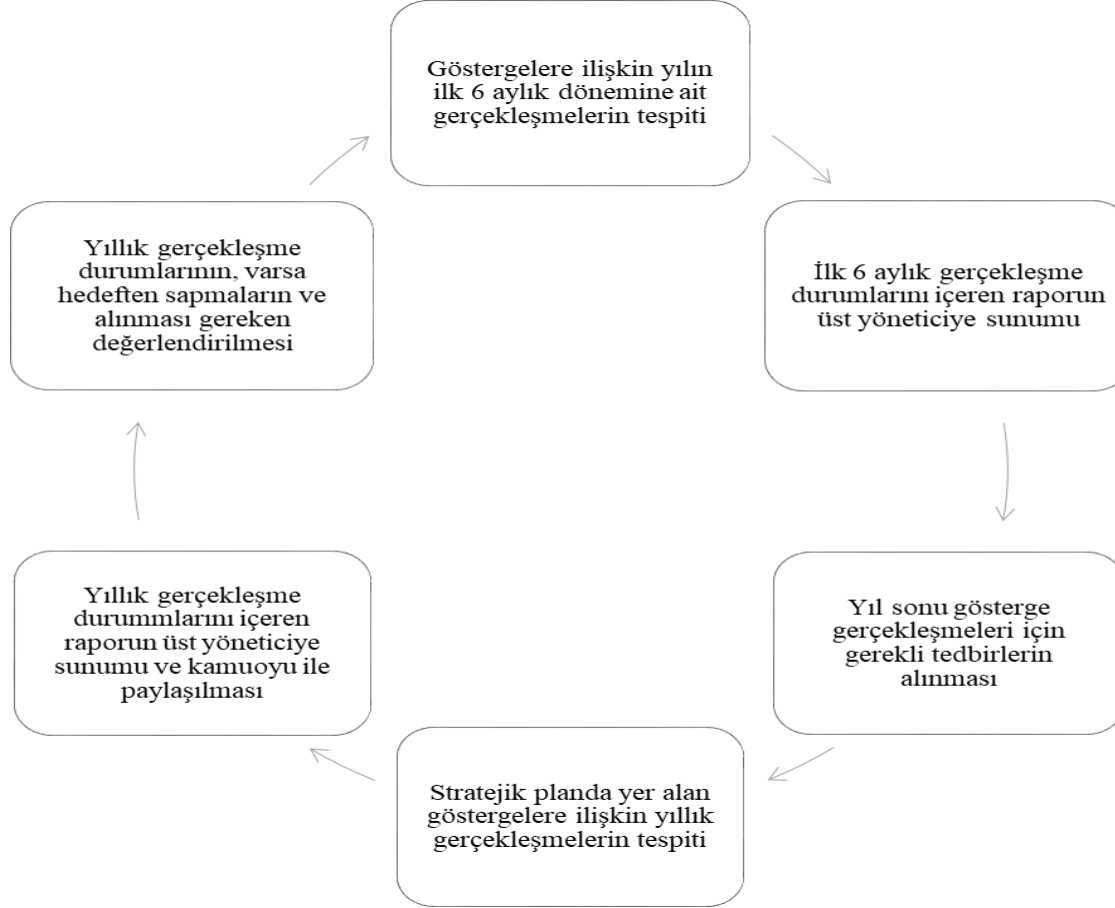 Göstergelere ilişkin yılın
ilk 6 aylık dönemine ait
gerçekleşmelerin tespiti
İlk 6 aylık gerçekleşme
durumlarını içeren raporun
üst yöneticiye sunumu
Yıl sonu gösterge
gerçekleşmeleri için
gerekli tedbirlerin
alınması
Stratejik planda yer alan
göstergelere ilişkin yıllık
gerçekleşmelerin tespiti
Yıllık gerçekleşme
durummlarını içeren
raporun üst yöneticiye
sunumu ve kamuoyu ile
paylaşılması
Yıllık gerçekleşme
durumlarının, varsa
hedeften sapmaların ve
alınması gereken
değerlendirilmesi